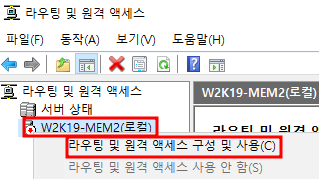 라우팅 및 원격 액세스
파일(F) 동작(A) 보기(V) 도움말(H)
라우팅 및 원격 액세스
서버 상태
W2K19-MEM2(로컬)
W2K19-MEM2(로컬)
라우팅 및 원격 액세스 구성 및 사용(C)
라우팅 및 원격 액세스 사용 안 함(S)